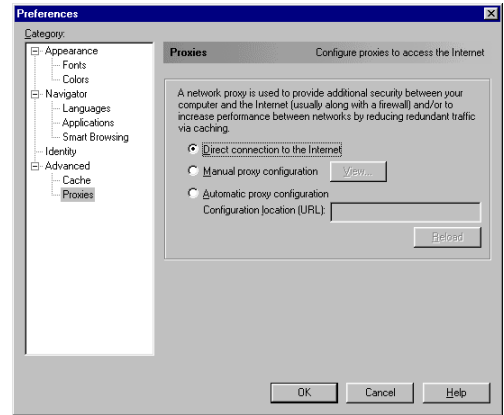 Preferences
Category:
Appearance
Fonts
Colors
Navigator
Languages
Applications
Smart Browsing
Identity
Advanced
Cache
Proxies
Proxies Configure proxies to access the Internet
A network proxy is used to provide additional security between your
computer and the Internet (usually along with a firewall) and/or to
increase performance between networks by reducing redundant traffic
via caching.
Direct connection to the Internet
Manual proxy configuration View...
Automatic proxy configuration
Configuration location (URL):
Reload
OK Cancel Help